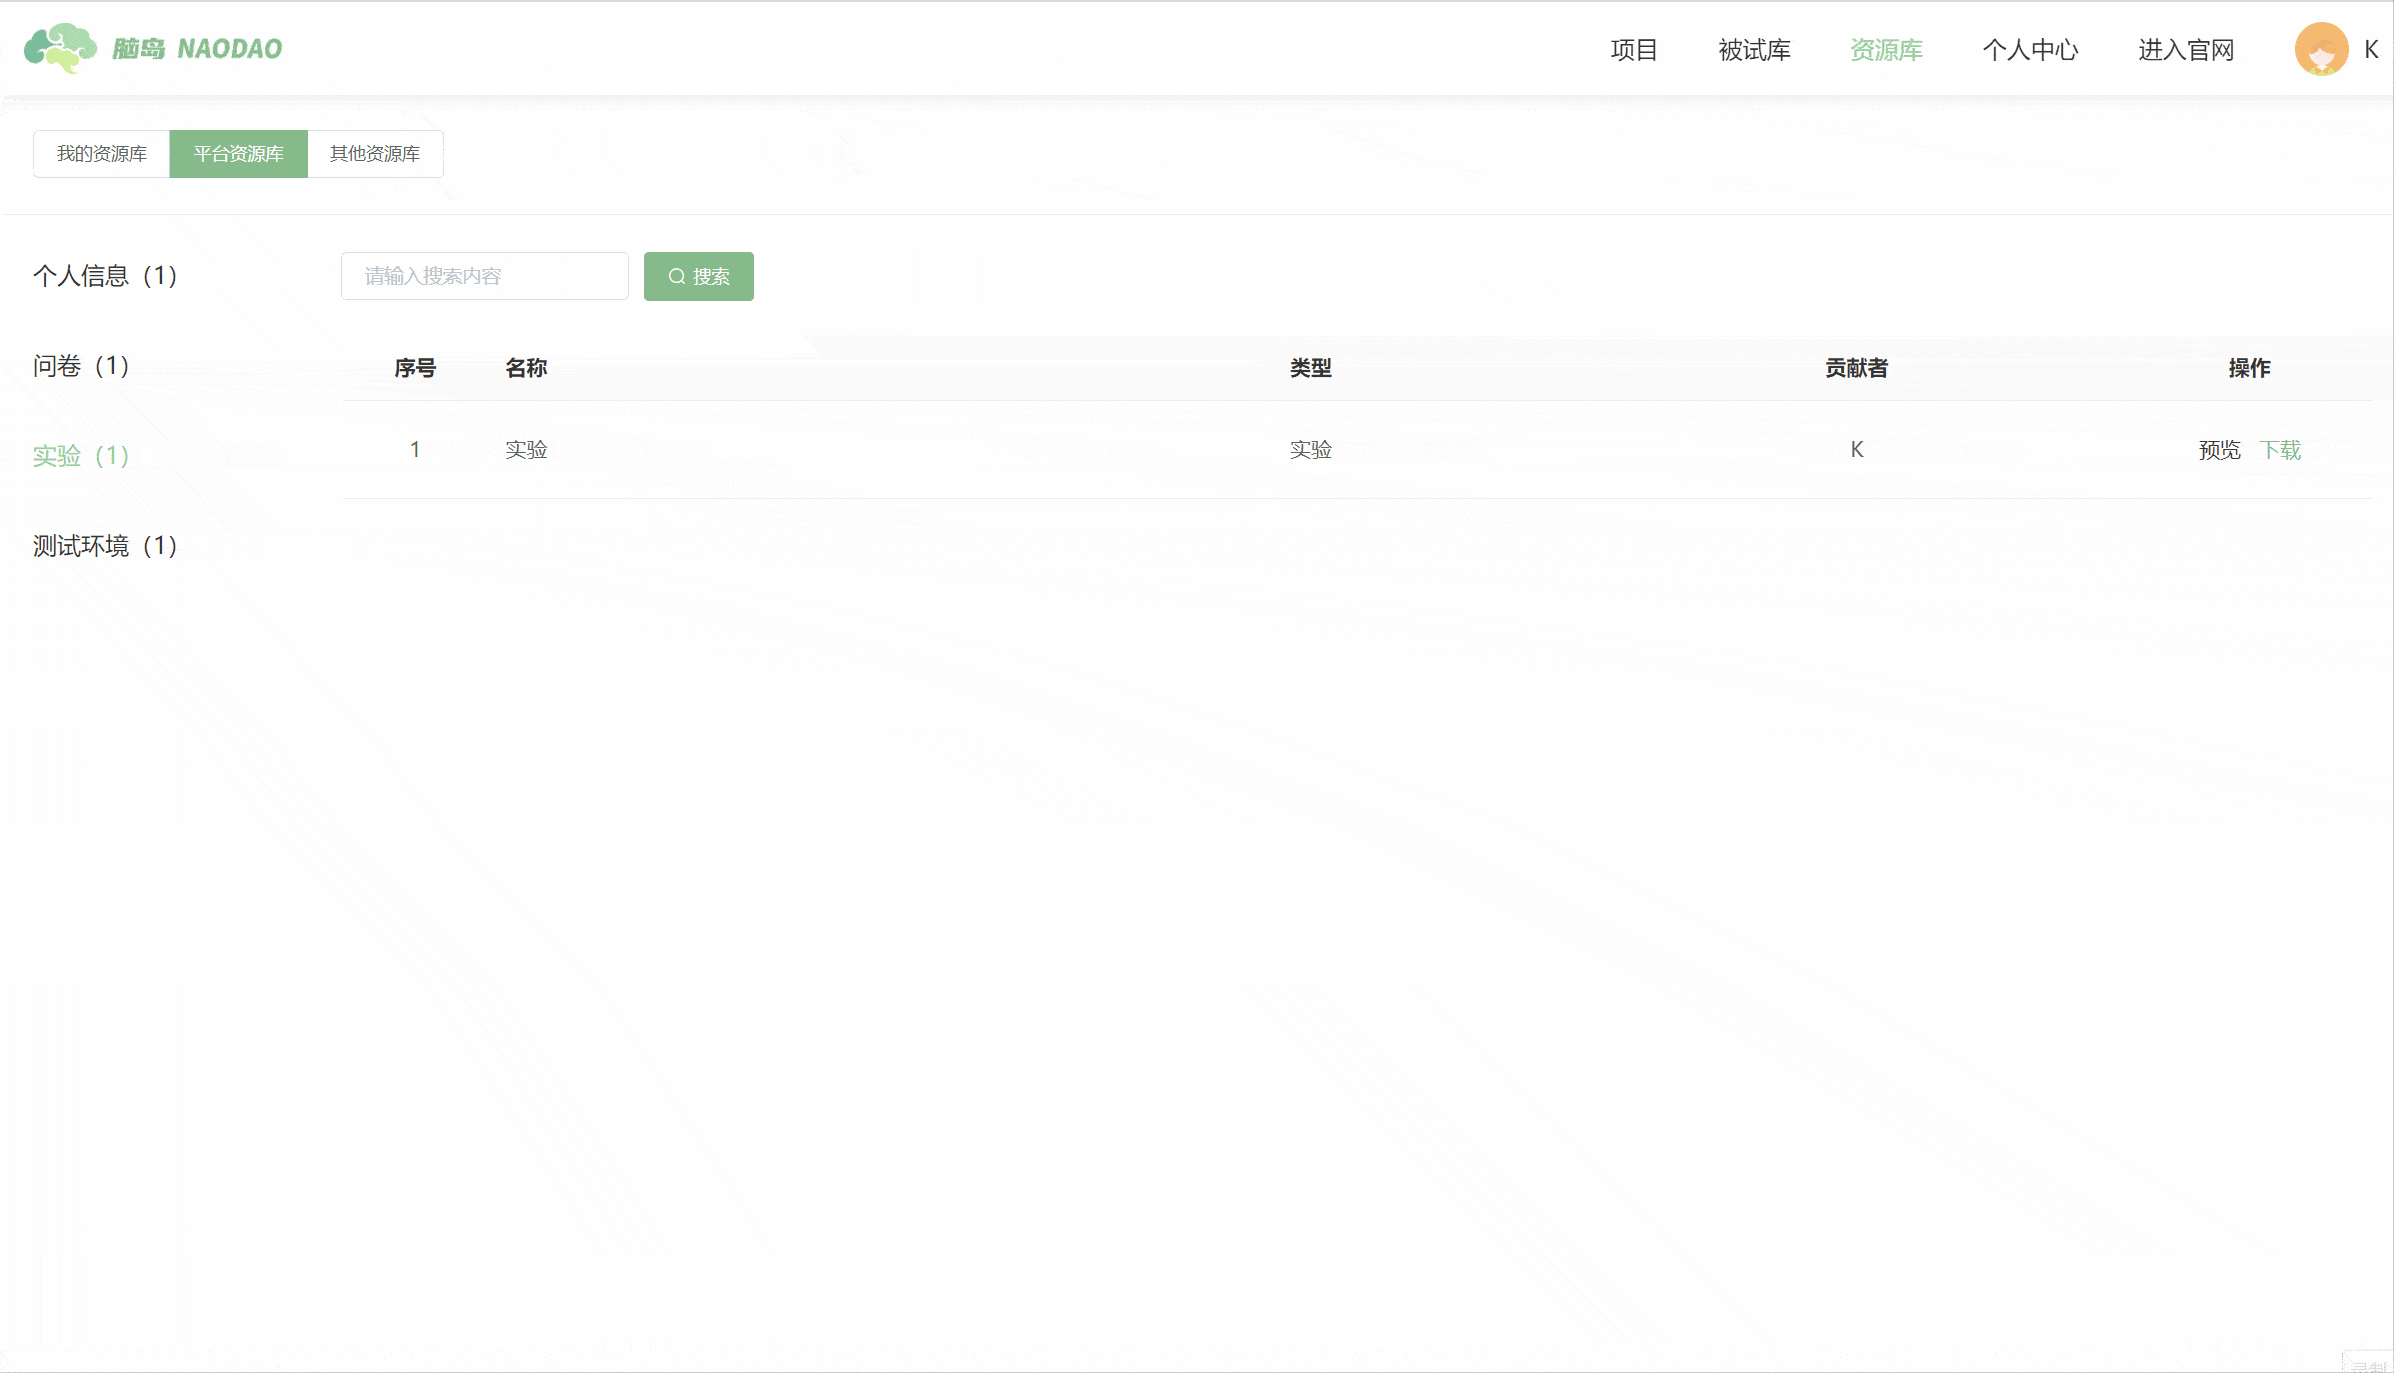 脑岛 NAODAO
项目 被试库 资源库 个人中心 进入官网 K
我的资源库 平台资源库 其他资源库
个人信息（1）
请输入搜索内容 搜索
问卷（1）
序号 名称 类型 贡献者 操作
实验（1）
1 实验 实验 K 预览 下载
测试环境（1）